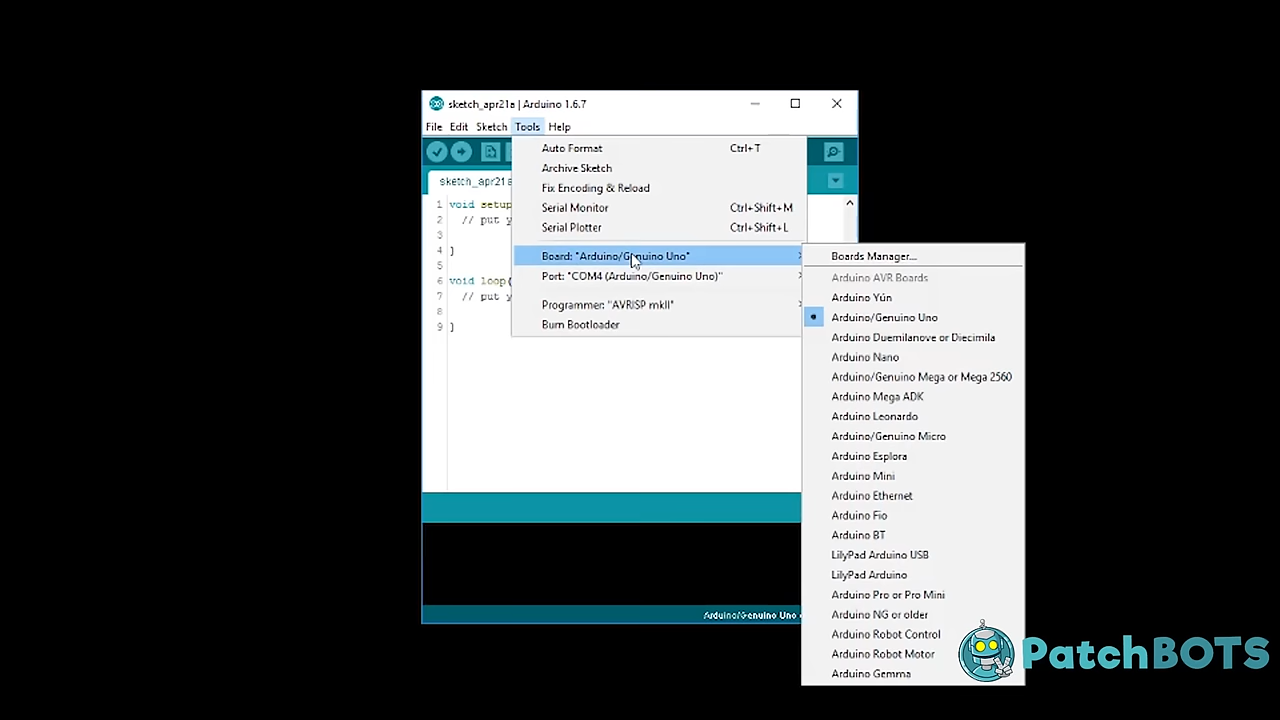 sketch_apr21a | Arduino 1.6.7
File Edit Sketch Tools Help
Auto Format Ctrl+T
Archive Sketch
Fix Encoding & Reload
Serial Monitor Ctrl+Shift+M
Serial Plotter Ctrl+Shift+L
Board: "Arduino/Genuino Uno"
Port: "COM4 (Arduino/Genuino Uno)"
Programmer: "AVRISP mkII"
Burn Bootloader
sketch_apr21a
1 void setup
2 // put y
3
4 }
5
6 void loop(
7 // put y
8
9 }
Boards Manager...
Arduino AVR Boards
Arduino Yún
Arduino/Genuino Uno
Arduino Duemilanove or Diecimila
Arduino Nano
Arduino/Genuino Mega or Mega 2560
Arduino Mega ADK
Arduino Leonardo
Arduino/Genuino Micro
Arduino Esplora
Arduino Mini
Arduino Ethernet
Arduino Fio
Arduino BT
LilyPad Arduino USB
LilyPad Arduino
Arduino Pro or Pro Mini
Arduino NG or older
Arduino Robot Control
Arduino Robot Motor
Arduino Gemma
Arduino/Genuino Uno
PatchBOTS